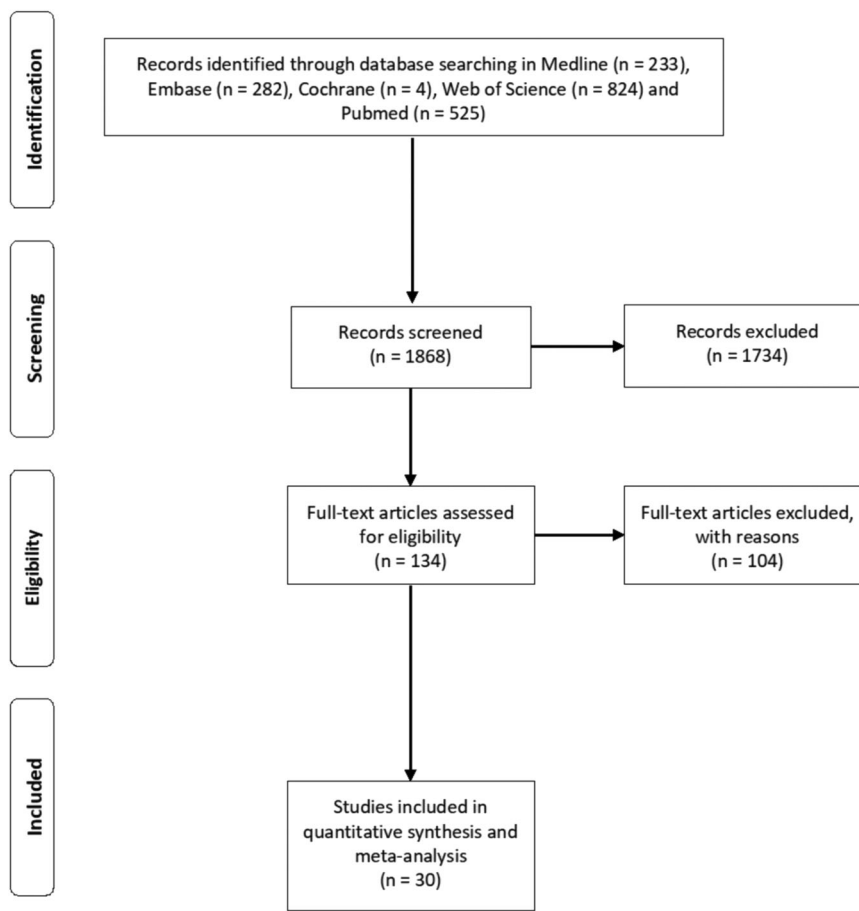 Identification
Records identified through database searching in Medline (n = 233),
Embase (n = 282), Cochrane (n = 4), Web of Science (n = 824) and
Pubmed (n = 525)
Screening
Records screened
(n = 1868)
Records excluded
(n = 1734)
Eligibility
Full-text articles assessed
for eligibility
(n = 134)
Full-text articles excluded,
with reasons
(n = 104)
Included
Studies included in
quantitative synthesis and
meta-analysis
(n = 30)